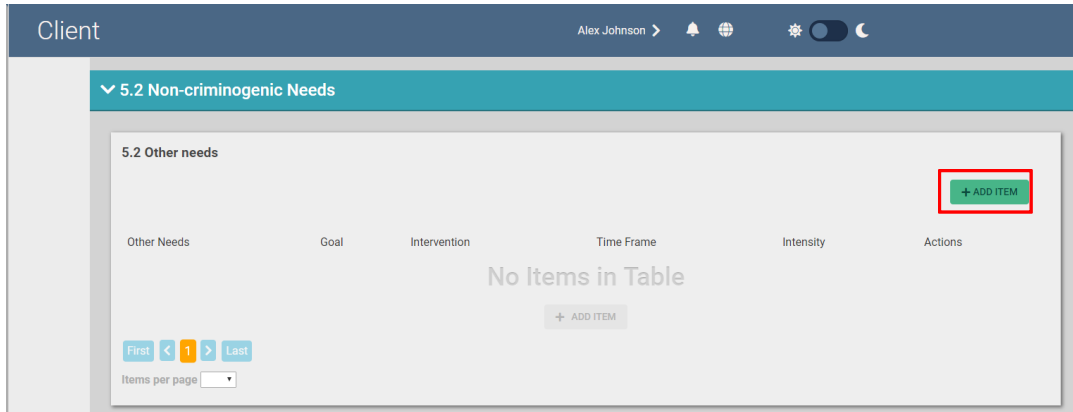 Client
Alex Johnson
5.2 Non-criminogenic Needs
5.2 Other needs
+ ADD ITEM
Other Needs Goal Intervention Time Frame Intensity Actions
No Items in Table
+ ADD ITEM
First < 1 > Last
Items per page